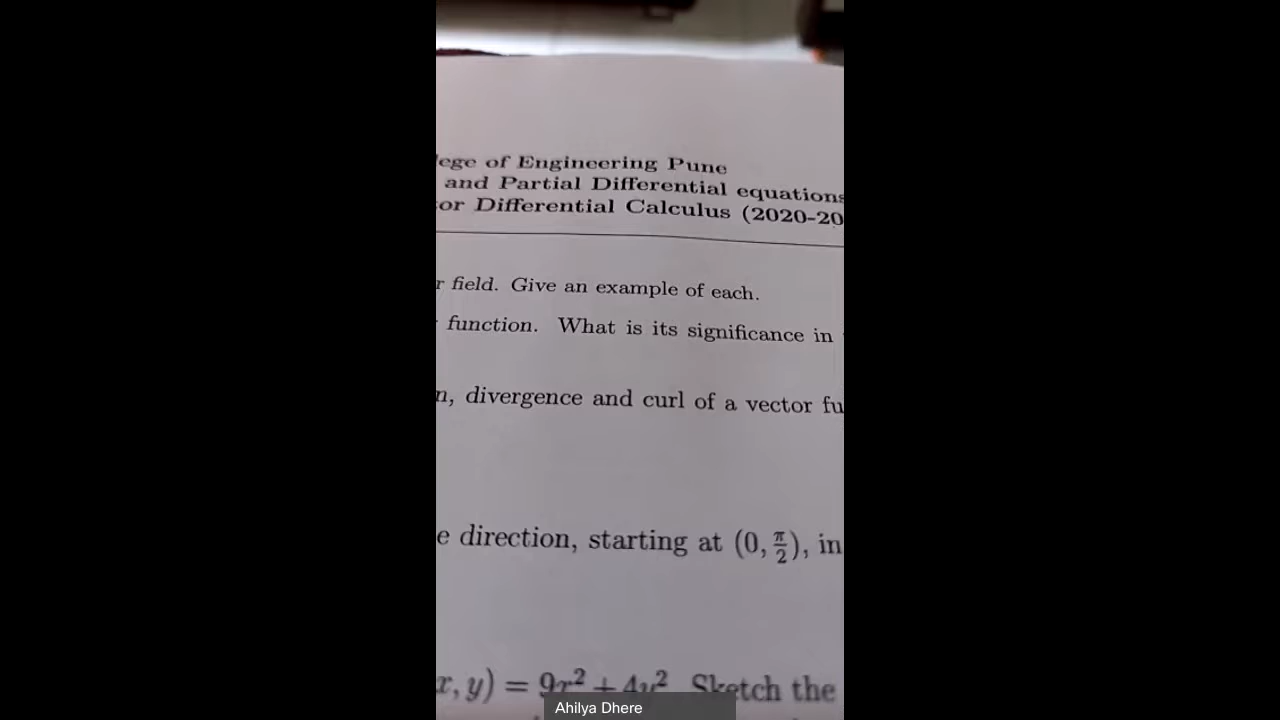 lege of Engineering Pune
and Partial Differential equations
or Differential Calculus (2020-20
r field. Give an example of each.
function. What is its significance in
n, divergence and curl of a vector fu
e direction, starting at (0, π/2), in
x, y) = 9x² + 4y² Sketch the
Ahilya Dhere